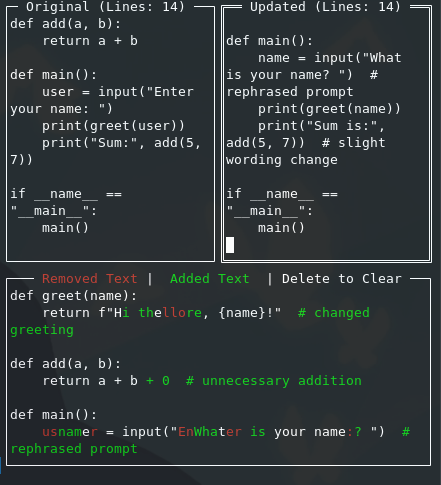 Original (Lines: 14)
def add(a, b):
    return a + b

def main():
    user = input("Enter
your name: ")
    print(greet(user))
    print("Sum:", add(5,
7))

if __name__ ==
"__main__":
    main()

Updated (Lines: 14)
def main():
    name = input("What
is your name? ")  #
rephrased prompt
    print(greet(name))
    print("Sum is:",
add(5, 7))  # slight
wording change

if __name__ ==
"__main__":
    main()

Removed Text |  Added Text  | Delete to Clear
def greet(name):
    return f"Hi thellore, {name}!"  # changed
greeting

def add(a, b):
    return a + b + 0  # unnecessary addition

def main():
    usnamer = input("EnWhater is your name:? ")  #
rephrased prompt